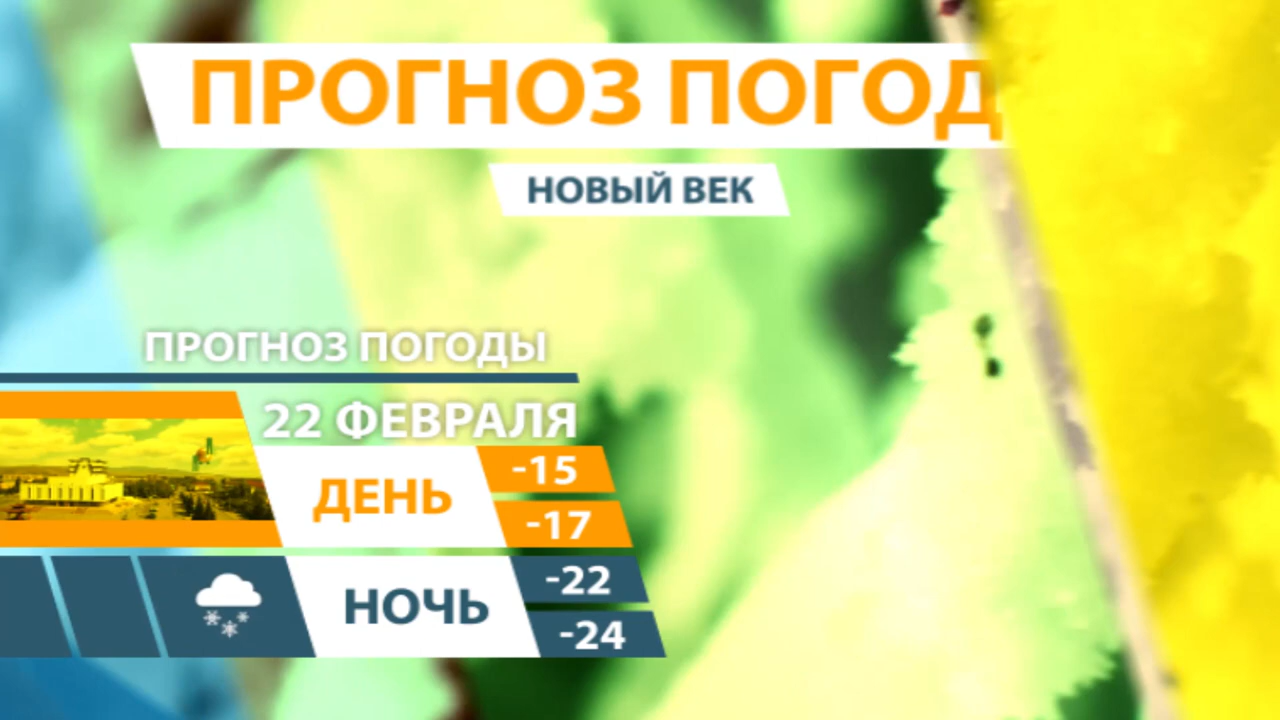 ПРОГНОЗ ПОГОД
НОВЫЙ ВЕК
ПРОГНОЗ ПОГОДЫ
22 ФЕВРАЛЯ
ДЕНЬ
-15
-17
НОЧЬ
-22
-24